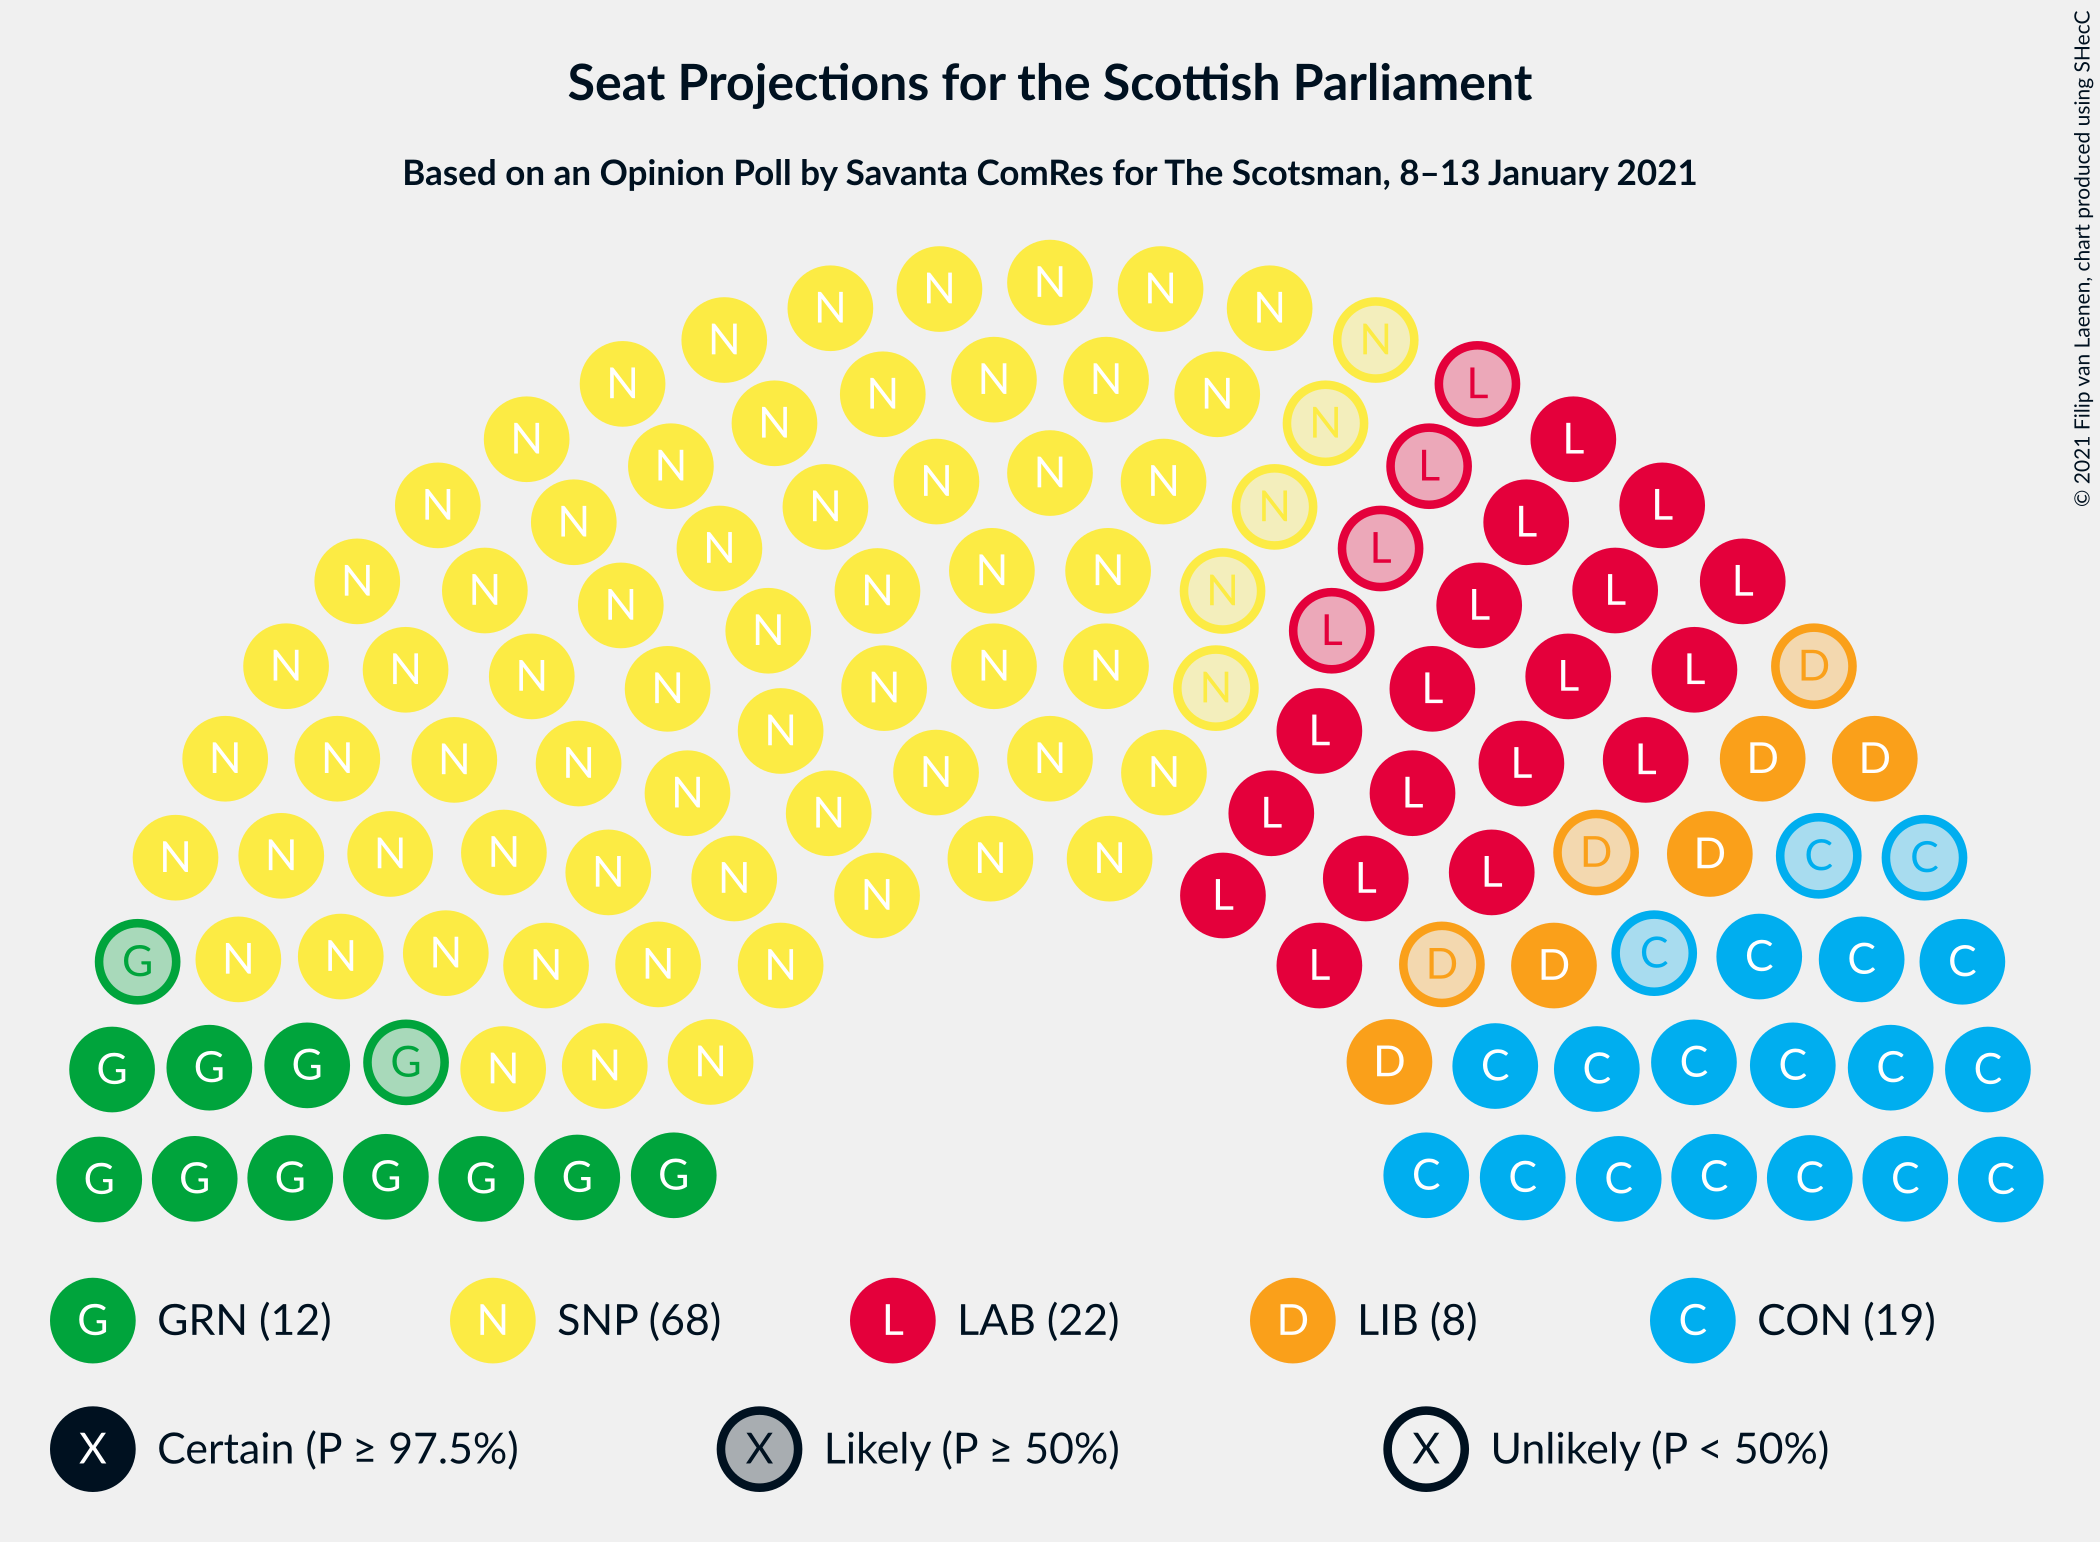 Seat Projections for the Scottish Parliament
Based on an Opinion Poll by Savanta ComRes for The Scotsman, 8–13 January 2021
© 2021 Filip van Laenen, chart produced using SHecC
N N N N N
N N N
N L
N N N N N N L
N N N L
N N N N N N N L L
N N N N L L
N N N N N L L L
N N N N N N L L L
N N N N N N N L L L D
N N N N N N L L L D D
N N N N N L L
N N N N N N N N N L L L D D C C
G N N N N N N L D D C C C C
G G G G N N N D C C C C C C
G G G G G G G C C C C C C C
G GRN (12) N SNP (68) L LAB (22) D LIB (8) C CON (19)
X Certain (P ≥ 97.5%) X Likely (P ≥ 50%) X Unlikely (P < 50%)